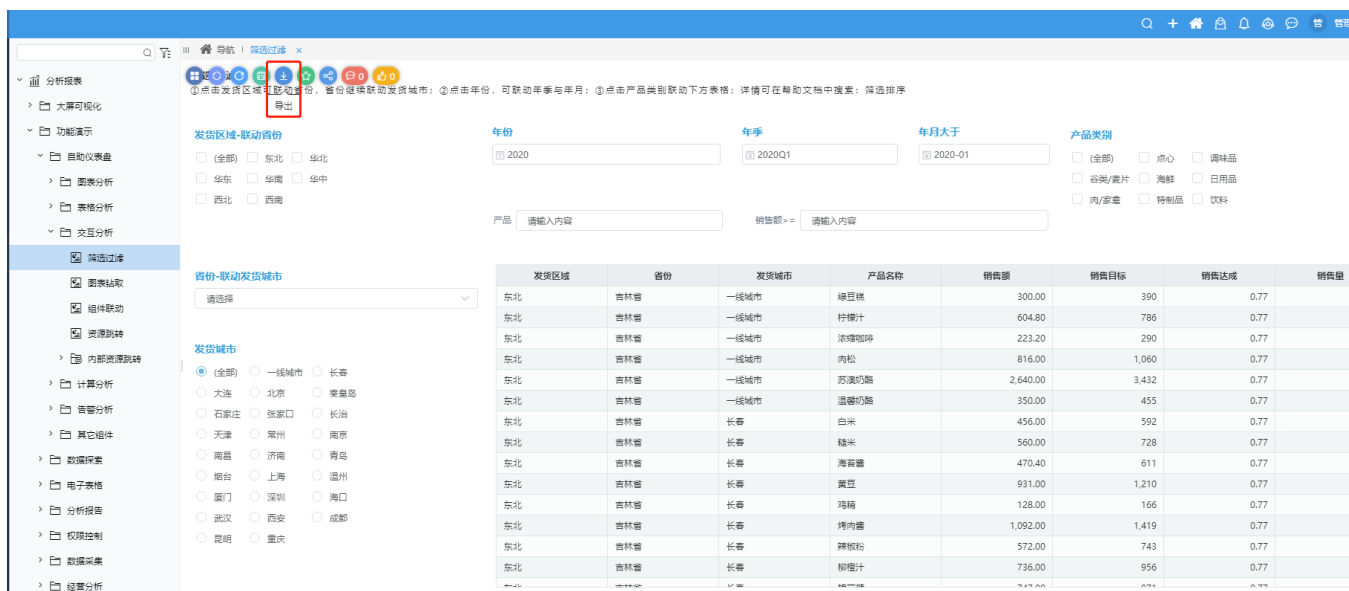 管 管理
导航 筛选过滤 ×
分析报表
大屏可视化
功能演示
自助仪表盘
图表分析
表格分析
交互分析
筛选过滤
图表钻取
组件联动
资源跳转
内部资源跳转
计算分析
告警分析
其它组件
数据探索
电子表格
分析报告
权限控制
数据采集
经营分析
0 0
①点击发货区域可联动省份，省份继续联动发货城市；②点击年份，可联动年季与年月；③点击产品类别联动下方表格；详情可在帮助文档中搜索：筛选排序
导出
发货区域-联动省份
(全部) 东北 华北
华东 华南 华中
西北 西南
年份 年季 年月大于
2020 2020Q1 2020-01
产品 请输入内容 销售额>= 请输入内容
产品类别
(全部) 点心 调味品
谷类/麦片 海鲜 日用品
肉/家禽 特制品 饮料
省份-联动发货城市
请选择
发货城市
(全部) 一线城市 长春
大连 北京 秦皇岛
石家庄 张家口 长治
天津 常州 南京
南昌 济南 青岛
烟台 上海 温州
厦门 深圳 海口
武汉 西安 成都
昆明 重庆
发货区域 省份 发货城市 产品名称 销售额 销售目标 销售达成 销售量
东北 吉林省 一线城市 绿豆糕 300.00 390 0.77
东北 吉林省 一线城市 柠檬汁 604.80 786 0.77
东北 吉林省 一线城市 浓缩咖啡 223.20 290 0.77
东北 吉林省 一线城市 肉松 816.00 1,060 0.77
东北 吉林省 一线城市 苏澳奶酪 2,640.00 3,432 0.77
东北 吉林省 一线城市 温馨奶酪 350.00 455 0.77
东北 吉林省 长春 白米 456.00 592 0.77
东北 吉林省 长春 糙米 560.00 728 0.77
东北 吉林省 长春 海苔酱 470.40 611 0.77
东北 吉林省 长春 黄豆 931.00 1,210 0.77
东北 吉林省 长春 鸡精 128.00 166 0.77
东北 吉林省 长春 烤肉酱 1,092.00 1,419 0.77
东北 吉林省 长春 辣椒粉 572.00 743 0.77
东北 吉林省 长春 柳橙汁 736.00 956 0.77